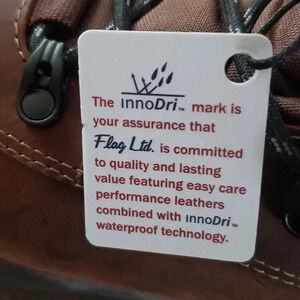 The InnoDri™ mark is
your assurance that
Flag Ltd. is committed
to quality and lasting
value featuring easy care
performance leathers
combined with InnoDri™
waterproof technology.